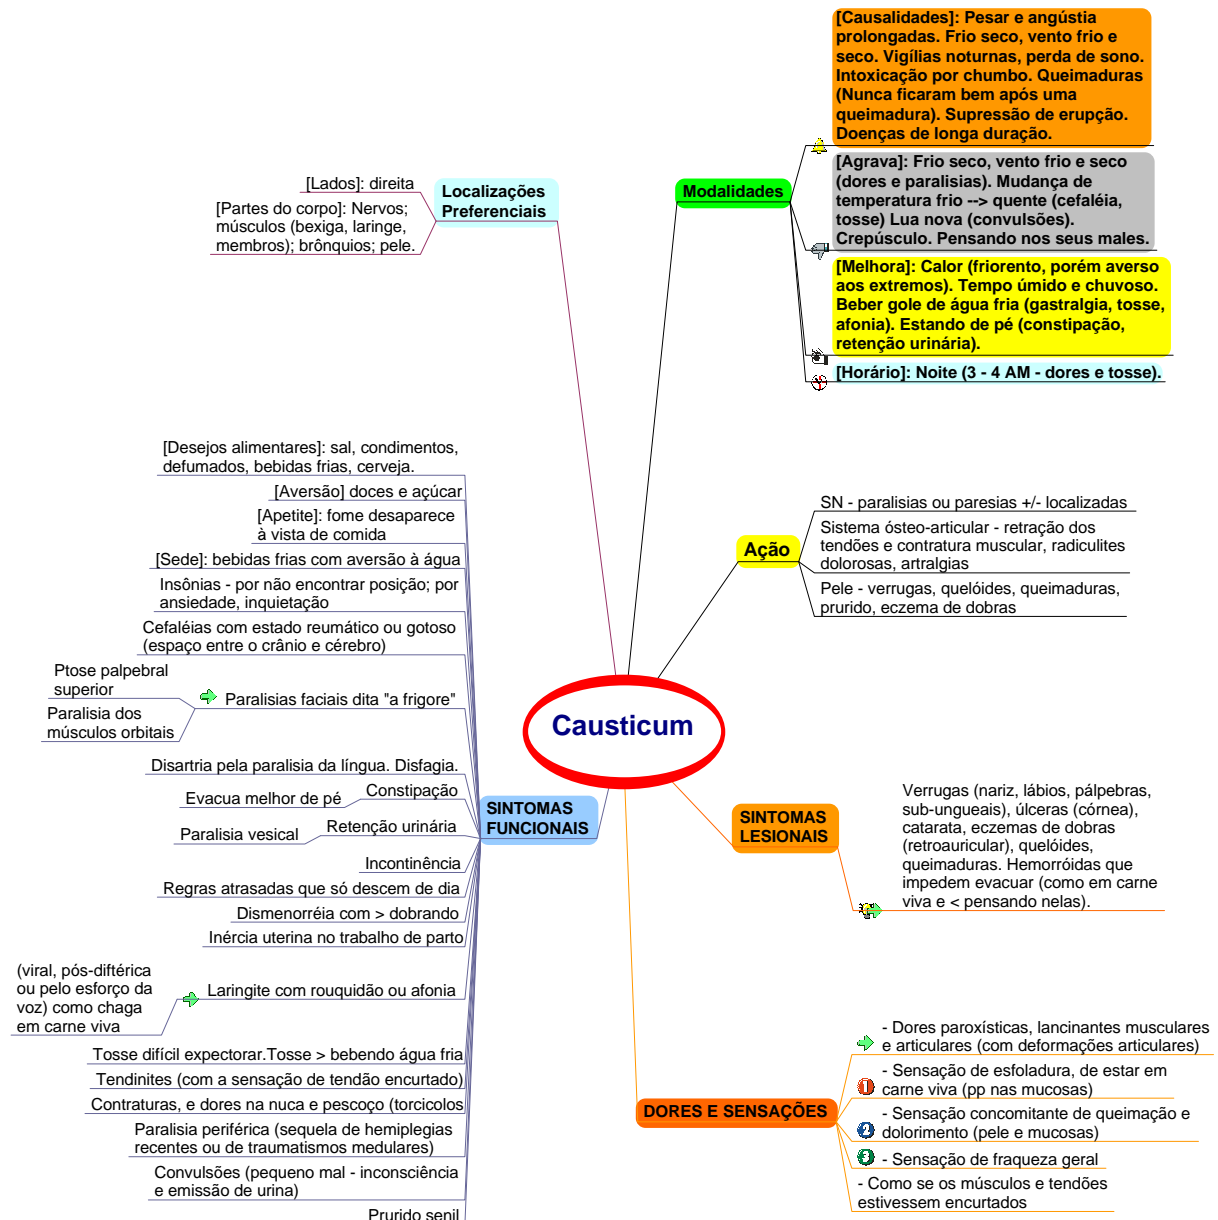 [Causalidades]: Pesar e angústia
prolongadas. Frio seco, vento frio e
seco. Vigílias noturnas, perda de sono.
Intoxicação por chumbo. Queimaduras
(Nunca ficaram bem após uma
queimadura). Supressão de erupção.
Doenças de longa duração.
Modalidades
[Agrava]: Frio seco, vento frio e seco
(dores e paralisias). Mudança de
temperatura frio --> quente (cefaléia,
tosse) Lua nova (convulsões).
Crepúsculo. Pensando nos seus males.
[Melhora]: Calor (friorento, porém averso
aos extremos). Tempo úmido e chuvoso.
Beber gole de água fria (gastralgia, tosse,
afonia). Estando de pé (constipação,
retenção urinária).
[Horário]: Noite (3 - 4 AM - dores e tosse).
Localizações
Preferenciais
[Lados]: direita
[Partes do corpo]: Nervos;
músculos (bexiga, laringe,
membros); brônquios; pele.
Ação
SN - paralisias ou paresias +/- localizadas
Sistema ósteo-articular - retração dos
tendões e contratura muscular, radiculites
dolorosas, artralgias
Pele - verrugas, quelóides, queimaduras,
prurido, eczema de dobras
Causticum
SINTOMAS
FUNCIONAIS
[Desejos alimentares]: sal, condimentos,
defumados, bebidas frias, cerveja.
[Aversão] doces e açúcar
[Apetite]: fome desaparece
à vista de comida
[Sede]: bebidas frias com aversão à água
Insônias - por não encontrar posição; por
ansiedade, inquietação
Cefaléias com estado reumático ou gotoso
(espaço entre o crânio e cérebro)
Paralisias faciais dita "a frigore"
Ptose palpebral
superior
Paralisia dos
músculos orbitais
Disartria pela paralisia da língua. Disfagia.
Constipação
Evacua melhor de pé
Retenção urinária
Paralisia vesical
Incontinência
Regras atrasadas que só descem de dia
Dismenorréia com > dobrando
Inércia uterina no trabalho de parto
Laringite com rouquidão ou afonia
(viral, pós-diftérica
ou pelo esforço da
voz) como chaga
em carne viva
Tosse difícil expectorar.Tosse > bebendo água fria
Tendinites (com a sensação de tendão encurtado)
Contraturas, e dores na nuca e pescoço (torcicolos
Paralisia periférica (sequela de hemiplegias
recentes ou de traumatismos medulares)
Convulsões (pequeno mal - inconsciência
e emissão de urina)
Prurido senil
SINTOMAS
LESIONAIS
Verrugas (nariz, lábios, pálpebras,
sub-ungueais), úlceras (córnea),
catarata, eczemas de dobras
(retroauricular), quelóides,
queimaduras. Hemorróidas que
impedem evacuar (como em carne
viva e < pensando nelas).
DORES E SENSAÇÕES
- Dores paroxísticas, lancinantes musculares
e articulares (com deformações articulares)
1 - Sensação de esfoladura, de estar em
carne viva (pp nas mucosas)
2 - Sensação concomitante de queimação e
dolorimento (pele e mucosas)
3 - Sensação de fraqueza geral
- Como se os músculos e tendões
estivessem encurtados